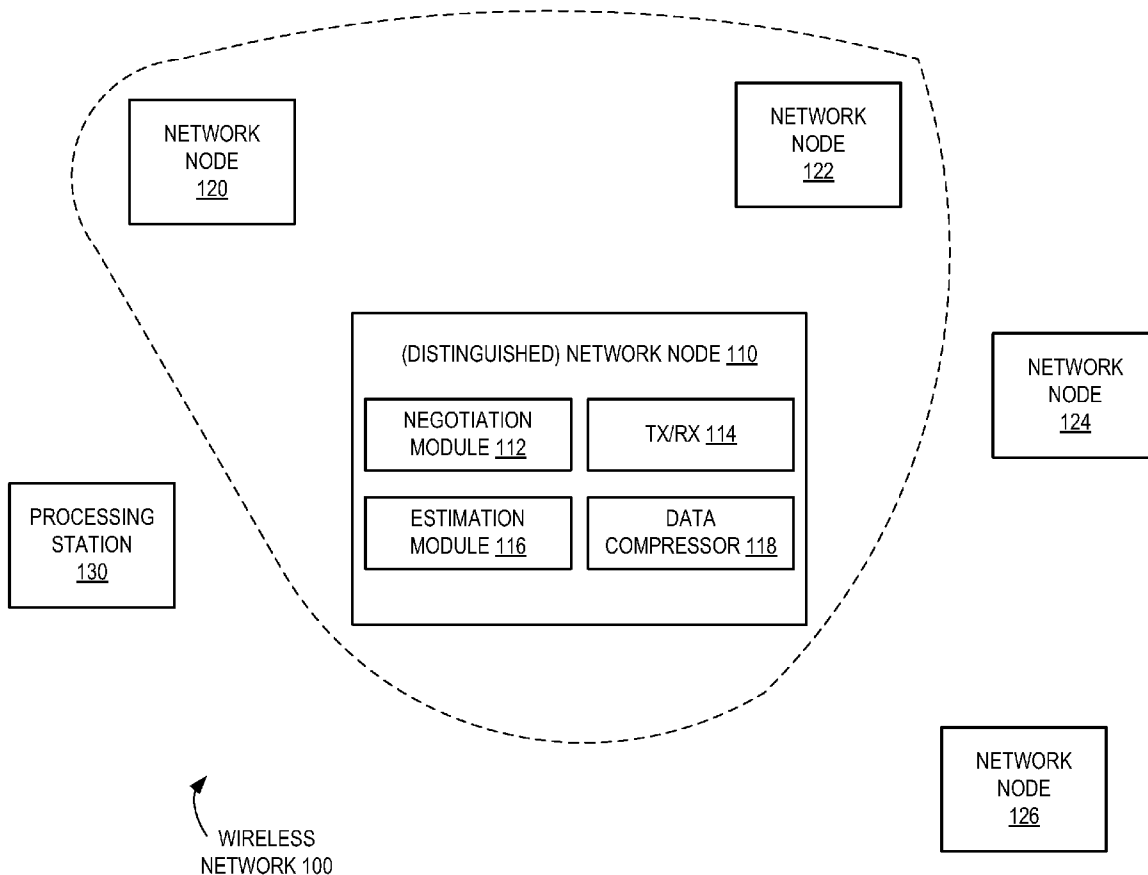 NETWORK
NODE
120
NETWORK
NODE
122
(DISTINGUISHED) NETWORK NODE 110
NEGOTIATION
MODULE 112
TX/RX 114
ESTIMATION
MODULE 116
DATA
COMPRESSOR 118
NETWORK
NODE
124
PROCESSING
STATION
130
NETWORK
NODE
126
WIRELESS
NETWORK 100